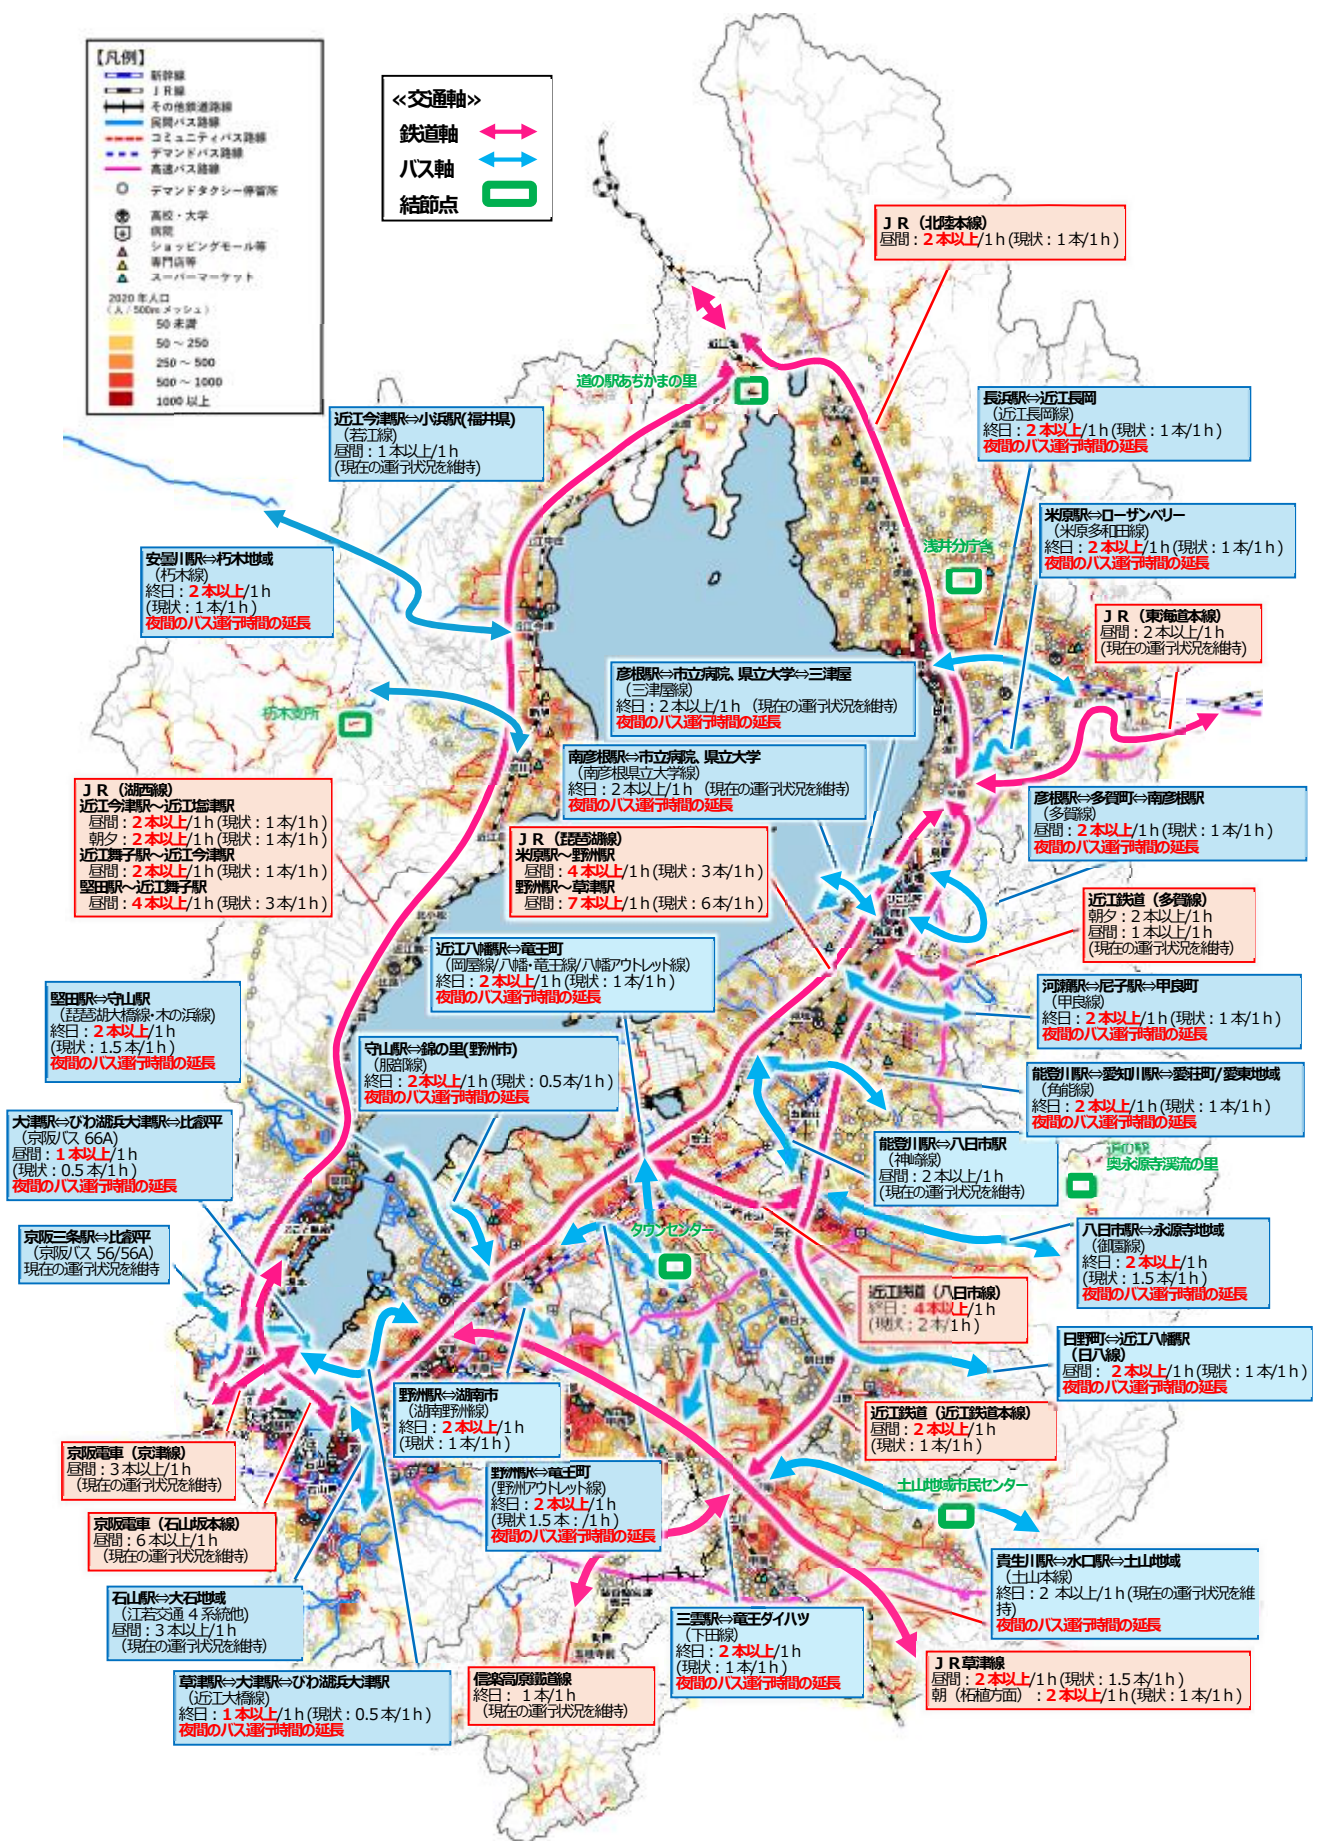 【凡例】
新幹線
JR線
その他鉄道路線
民間バス路線
コミュニティバス路線
デマンドバス路線
高速バス路線
デマンドタクシー停留所
高校・大学
病院
ショッピングモール等
専門店等
スーパーマーケット
2020年人口
(人/500mメッシュ)
50未満
50～250
250～500
500～1000
1000以上
≪交通軸≫
鉄道軸
バス軸
結節点
JR(北陸本線)
昼間：2本以上/1h(現状：1本/1h)
道の駅あぢかまの里
近江今津駅⇔小浜駅(福井県)
(若江線)
昼間：1本以上/1h
(現在の運行状況を維持)
長浜駅⇔近江長岡
(近江長岡線)
終日：2本以上/1h(現状：1本/1h)
夜間のバス運行時間の延長
米原駅⇔ローザンベリー
(米原多和田線)
終日：2本以上/1h(現状：1本/1h)
夜間のバス運行時間の延長
浅井分庁舎
安曇川駅⇔朽木地域
(朽木線)
終日：2本以上/1h
(現状：1本/1h)
夜間のバス運行時間の延長
JR(東海道本線)
昼間：2本以上/1h
(現在の運行状況を維持)
彦根駅⇔市立病院、県立大学⇔三津屋
(三津屋線)
終日：2本以上/1h (現在の運行状況を維持)
夜間のバス運行時間の延長
朽木支所
南彦根駅⇔市立病院、県立大学
(南彦根県立大学線)
終日：2本以上/1h (現在の運行状況を維持)
夜間のバス運行時間の延長
JR(湖西線)
近江今津駅～近江塩津駅
昼間：2本以上/1h(現状：1本/1h)
朝夕：2本以上/1h(現状：1本/1h)
近江舞子駅～近江今津駅
昼間：2本以上/1h(現状：1本/1h)
堅田駅～近江舞子駅
昼間：4本以上/1h(現状：3本/1h)
彦根駅⇔多賀町⇔南彦根駅
(多賀線)
昼間：2本以上/1h(現状：1本/1h)
夜間のバス運行時間の延長
JR(琵琶湖線)
米原駅～野洲駅
昼間：4本以上/1h(現状：3本/1h)
野洲駅～草津駅
昼間：7本以上/1h(現状：6本/1h)
近江鉄道(多賀線)
朝夕：2本以上/1h
昼間：1本以上/1h
(現在の運行状況を維持)
近江八幡駅⇔竜王町
(岡屋線/八幡・竜王線/八幡アウトレット線)
終日：2本以上/1h(現状：1本/1h)
夜間のバス運行時間の延長
河瀬駅⇔尼子駅⇔甲良町
(甲良線)
終日：2本以上/1h(現状：1本/1h)
夜間のバス運行時間の延長
堅田駅⇔守山駅
(琵琶湖大橋線・木の浜線)
終日：2本以上/1h
(現状：1.5本/1h)
夜間のバス運行時間の延長
守山駅⇔錦の里(野洲市)
(服部線)
終日：2本以上/1h(現状：0.5本/1h)
夜間のバス運行時間の延長
能登川駅⇔愛知川駅⇔愛荘町/愛東地域
(角能線)
終日：2本以上/1h(現状：1本/1h)
夜間のバス運行時間の延長
大津駅⇔びわ湖浜大津駅⇔比叡平
(京阪バス 66A)
昼間：1本以上/1h
(現状：0.5本/1h)
夜間のバス運行時間の延長
能登川駅⇔八日市駅
(神崎線)
昼間：2本以上/1h
(現在の運行状況を維持)
道の駅
奥永源寺渓流の里
京阪三条駅⇔比叡平
(京阪バス 56/56A)
現在の運行状況を維持
タウンセンター
八日市駅⇔永源寺地域
(御園線)
終日：2本以上/1h
(現状：1.5本/1h)
夜間のバス運行時間の延長
近江鉄道(八日市線)
終日：4本以上/1h
(現状：2本/1h)
日野町⇔近江八幡駅
(日八線)
昼間：2本以上/1h(現状：1本/1h)
夜間のバス運行時間の延長
野洲駅⇔湖南市
(湖南野洲線)
終日：2本以上/1h
(現状：1本/1h)
近江鉄道(近江鉄道本線)
昼間：2本以上/1h
(現状：1本/1h)
京阪電車(京津線)
昼間：3本以上/1h
(現在の運行状況を維持)
野洲駅⇔竜王町
(野洲アウトレット線)
終日：2本以上/1h
(現状1.5本：/1h)
夜間のバス運行時間の延長
土山地域市民センター
京阪電車(石山坂本線)
昼間：6本以上/1h
(現在の運行状況を維持)
貴生川駅⇔水口駅⇔土山地域
(土山本線)
終日：2 本以上/1h(現在の運行状況を維
持)
夜間のバス運行時間の延長
石山駅⇔大石地域
(江若交通4系統他)
昼間：3本以上/1h
(現在の運行状況を維持)
三雲駅⇔竜王ダイハツ
(下田線)
終日：2本以上/1h
(現状：1本/1h)
夜間のバス運行時間の延長
草津駅⇔大津駅⇔びわ湖浜大津駅
(近江大橋線)
終日：1本以上/1h(現状：0.5本/1h)
夜間のバス運行時間の延長
信楽高原鐵道線
終日： 1本/1h
(現在の運行状況を維持)
JR草津線
昼間：2本以上/1h(現状：1.5本/1h)
朝(柘植方面)：2本以上/1h(現状：1本/1h)